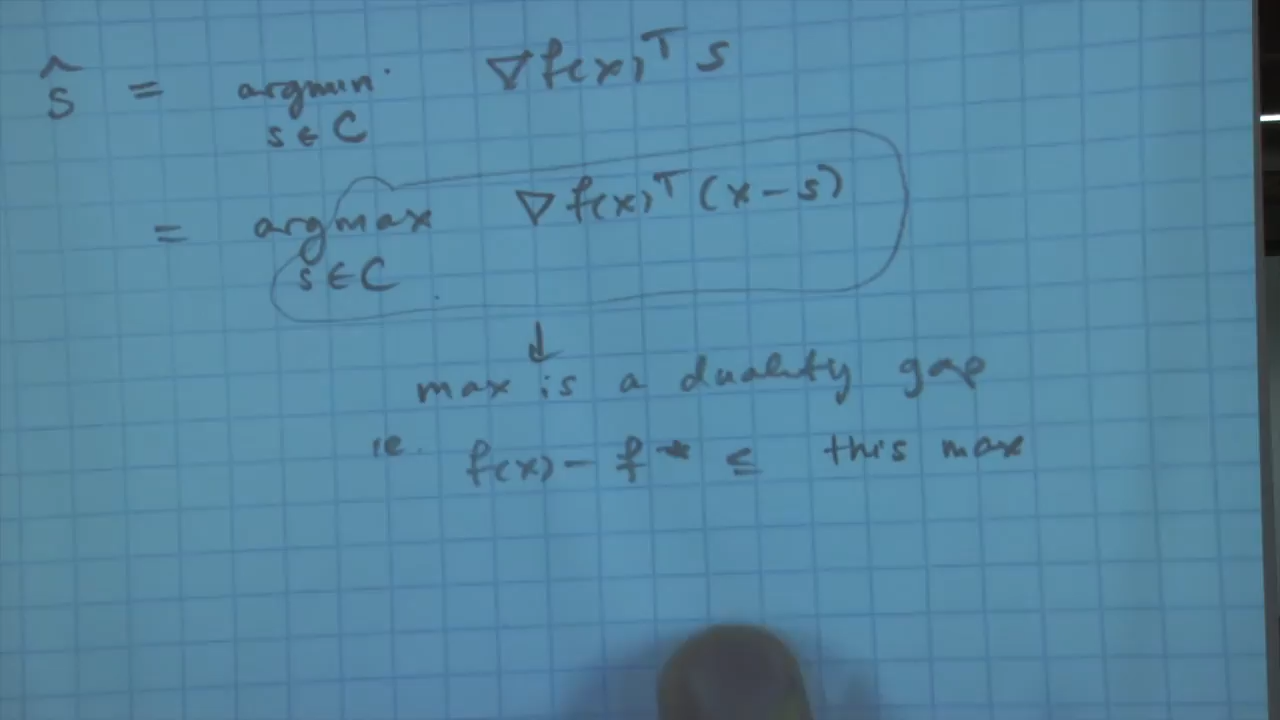 ŝ = argmin ∇f(x)ᵀ s
s ∈ C
= argmax ∇f(x)ᵀ (x − s)
s ∈ C
↓
max is a duality gap
ie. f(x) − f* ≤ this max